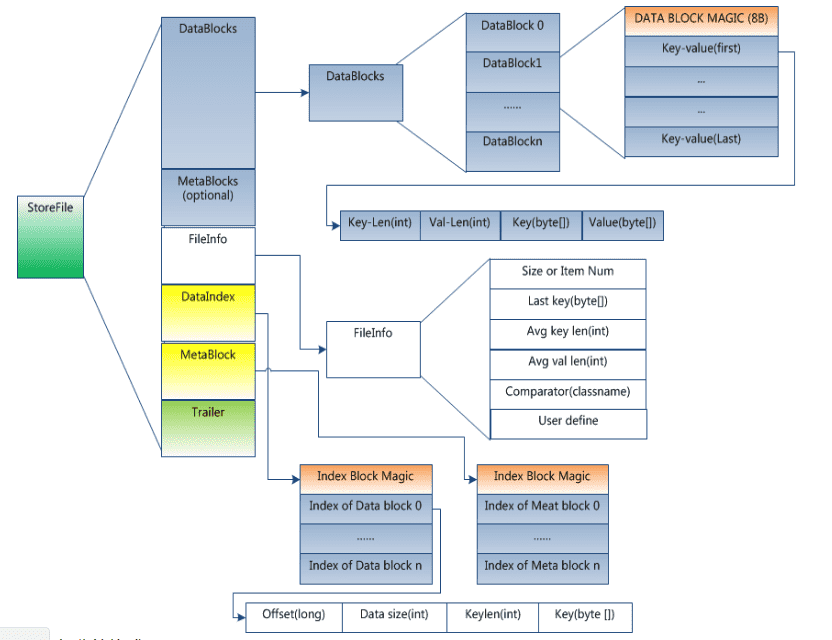 DataBlocks
MetaBlocks
(optional)
StoreFile
FileInfo
DataIndex
MetaBlock
Trailer
DataBlocks
DataBlock 0
DataBlock1
......
DataBlockn
DATA BLOCK MAGIC (8B)
Key-value(first)
...
...
Key-value(Last)
Key-Len(int)
Val-Len(int)
Key(byte[])
Value(byte[])
FileInfo
Size or Item Num
Last key(byte[])
Avg key len(int)
Avg val len(int)
Comparator(classname)
User define
Index Block Magic
Index of Data block 0
......
Index of Data block n
Index Block Magic
Index of Meat block 0
......
Index of Meta block n
Offset(long)
Data size(int)
Keylen(int)
Key(byte [])